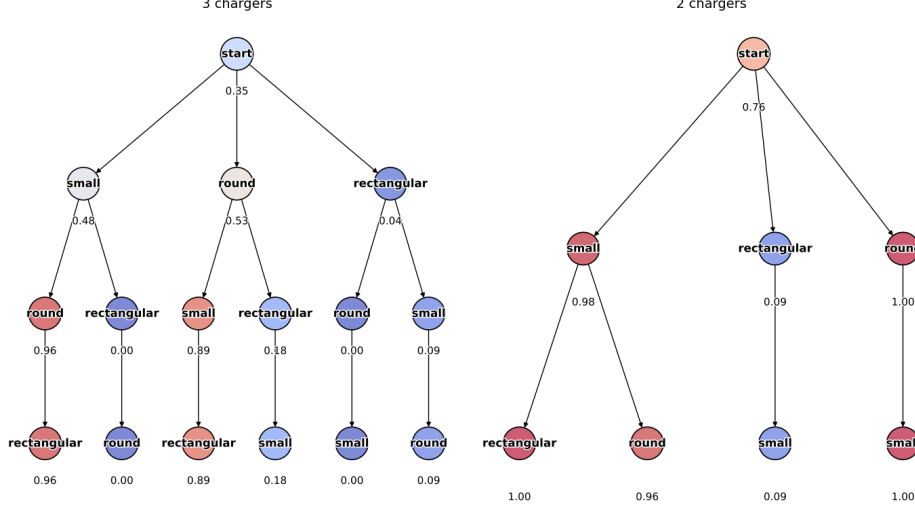 3 chargers
2 chargers
start
start
0.35
0.76
small
round
rectangular
0.48
0.53
0.04
small
rectangular
0.98
0.09
1.00
round
rectangular
small
rectangular
round
small
0.96
0.00
0.89
0.18
0.00
0.09
rectangular
round
rectangular
small
small
round
rectangular
round
small
0.96
0.00
0.89
0.18
0.00
0.09
1.00
0.96
0.09
1.00